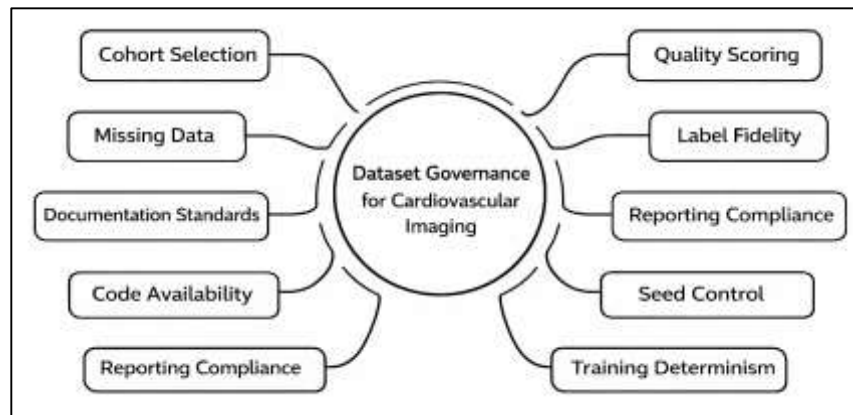 Cohort Selection
Missing Data
Documentation Standards
Code Availability
Reporting Compliance
Dataset Governance
for Cardiovascular
Imaging
Quality Scoring
Label Fidelity
Reporting Compliance
Seed Control
Training Determinism